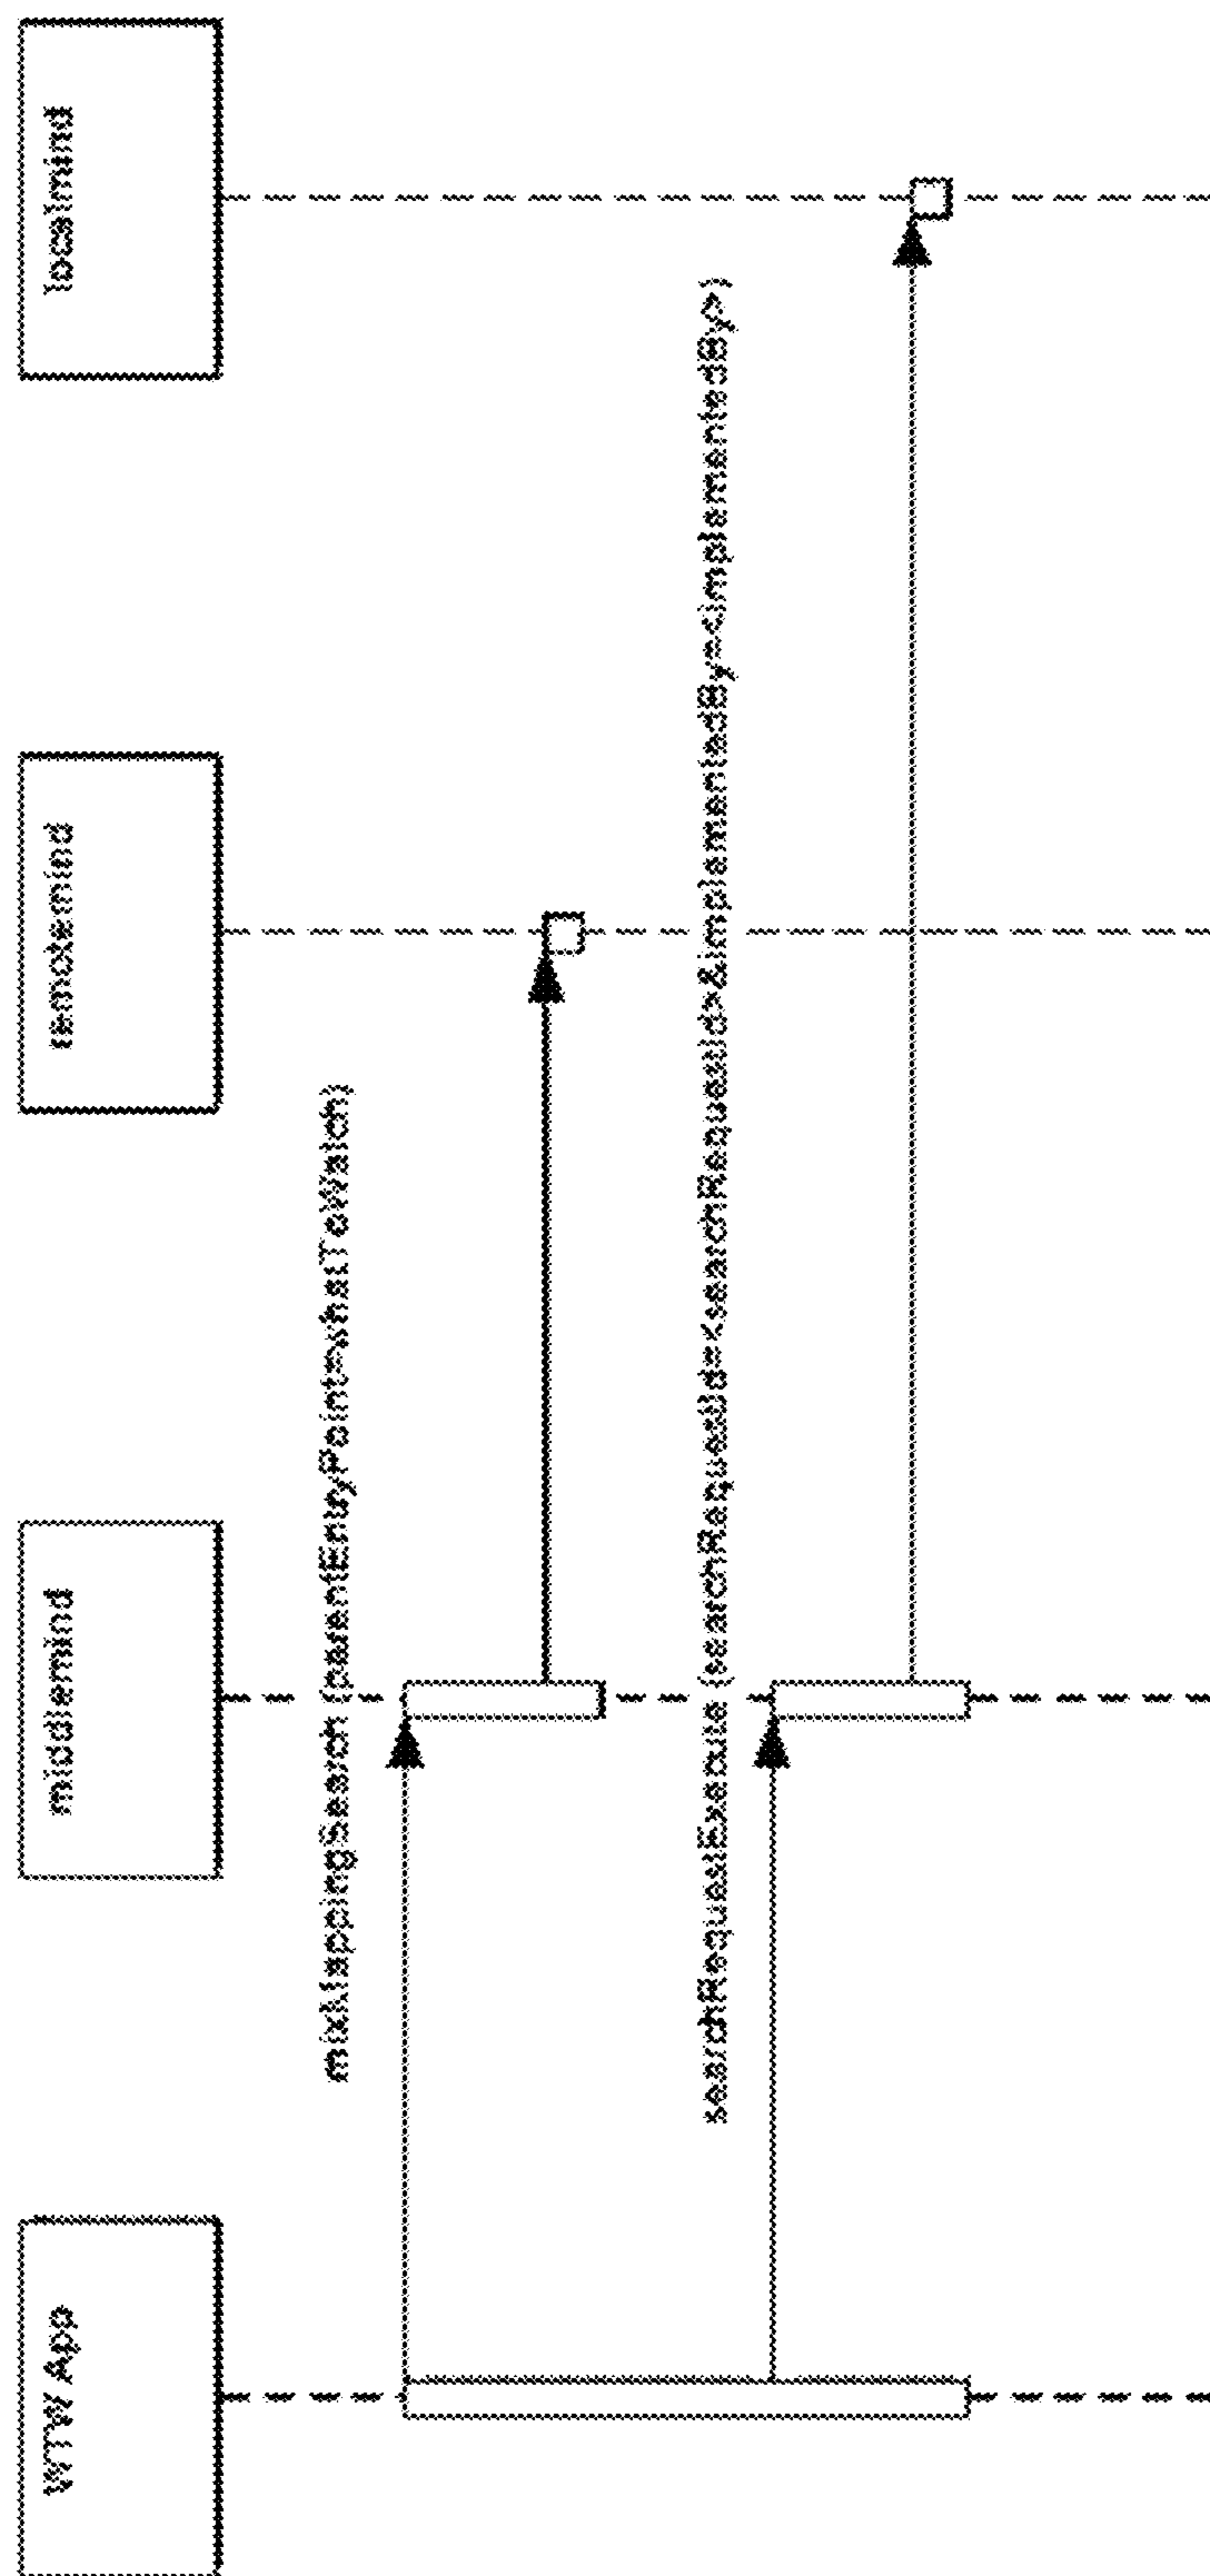 WTW App
middlemind
remotemind
localmind
mixMappingSearch (parentEntryPoint=whatToWatch)
searchRequestExecute (searchRequestId=<searchRequestId>&implementedBy=<implementedBy>)